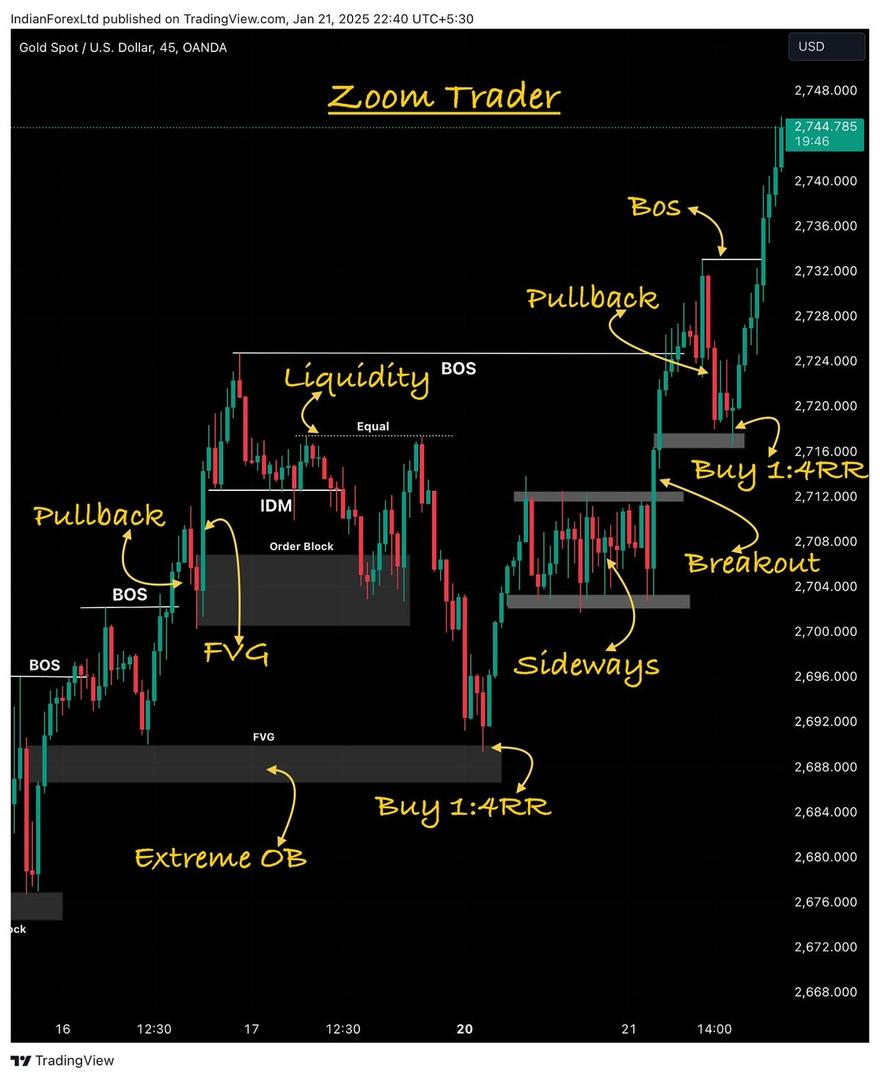 IndianForexLtd published on TradingView.com, Jan 21, 2025 22:40 UTC+5:30
Gold Spot / U.S. Dollar, 45, OANDA
USD
Zoom Trader
2,748.000
2,744.785
19:46
2,740.000
Bos
2,736.000
2,732.000
Pullback
2,728.000
2,724.000
BOS
Liquidity
2,720.000
Equal
2,716.000
Buy 1:4RR
2,712.000
IDM
Pullback
2,708.000
Order Block
Breakout
2,704.000
BOS
2,700.000
FVG
Sideways
BOS
2,696.000
2,692.000
FVG
2,688.000
Buy 1:4RR
2,684.000
Extreme OB
2,680.000
2,676.000
ock
2,672.000
2,668.000
16 12:30 17 12:30 20 21 14:00
TradingView